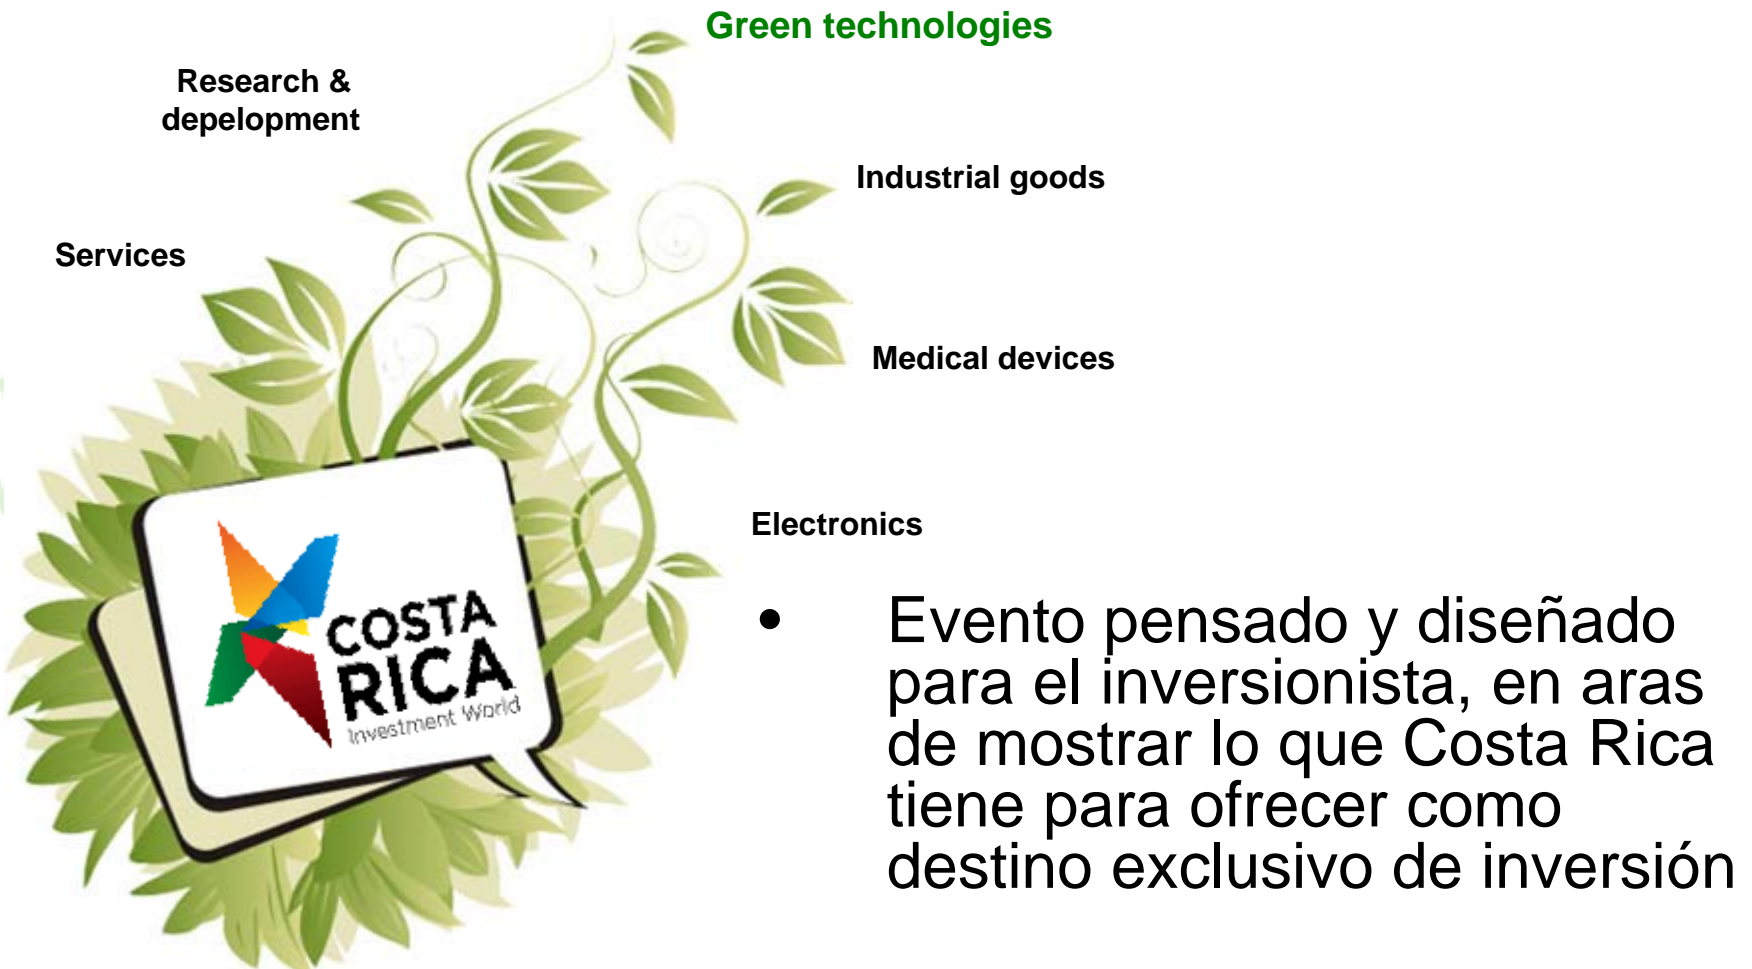 Green technologies
Research &
depelopment
Industrial goods
Services
Medical devices
Electronics
COSTA
RICA
Investment World
• Evento pensado y diseñado
para el inversionista, en aras
de mostrar lo que Costa Rica
tiene para ofrecer como
destino exclusivo de inversión